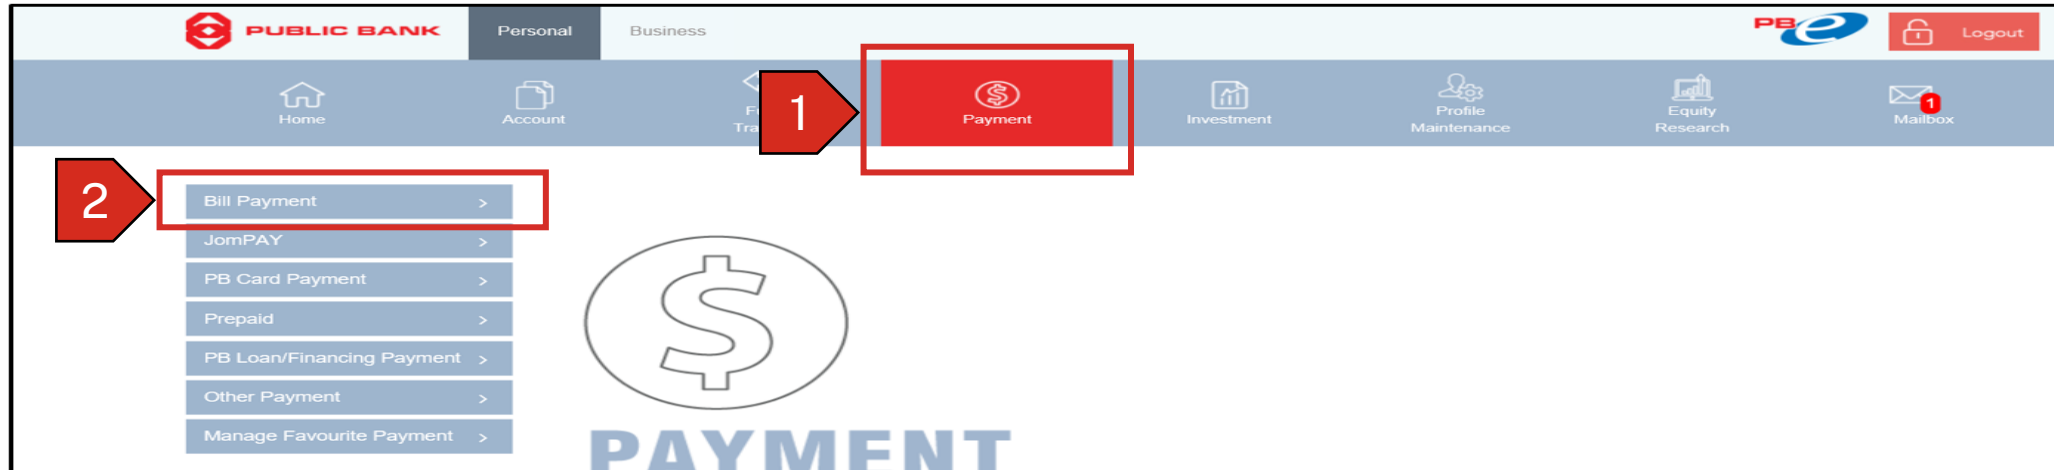 PUBLIC BANK
Personal
Business
PBe
Logout
Home
Account
1
Payment
Investment
Profile
Maintenance
Equity
Research
1
Mailbox
2
Bill Payment >
JomPAY >
PB Card Payment >
Prepaid >
PB Loan/Financing Payment >
Other Payment >
Manage Favourite Payment >
$
PAYMENT